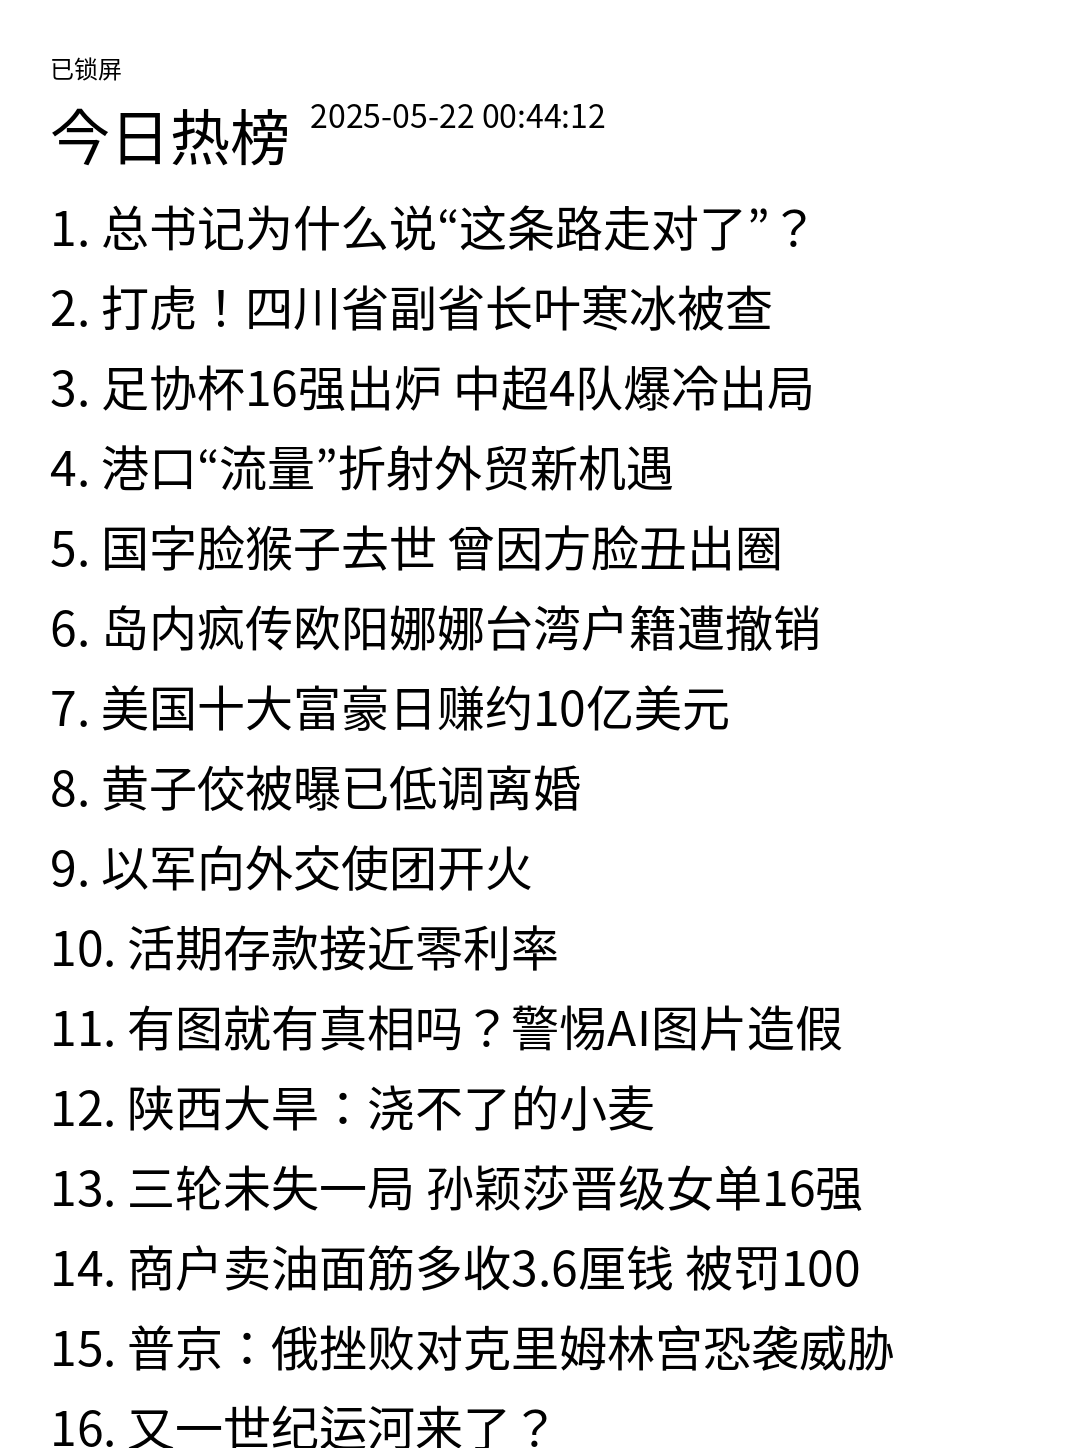 已锁屏
今日热榜 2025-05-22 00:44:12
1. 总书记为什么说“这条路走对了”？
2. 打虎！四川省副省长叶寒冰被查
3. 足协杯16强出炉 中超4队爆冷出局
4. 港口“流量”折射外贸新机遇
5. 国字脸猴子去世 曾因方脸丑出圈
6. 岛内疯传欧阳娜娜台湾户籍遭撤销
7. 美国十大富豪日赚约10亿美元
8. 黄子佼被曝已低调离婚
9. 以军向外交使团开火
10. 活期存款接近零利率
11. 有图就有真相吗？警惕AI图片造假
12. 陕西大旱：浇不了的小麦
13. 三轮未失一局 孙颖莎晋级女单16强
14. 商户卖油面筋多收3.6厘钱 被罚100
15. 普京：俄挫败对克里姆林宫恐袭威胁
16. 又一世纪运河来了？